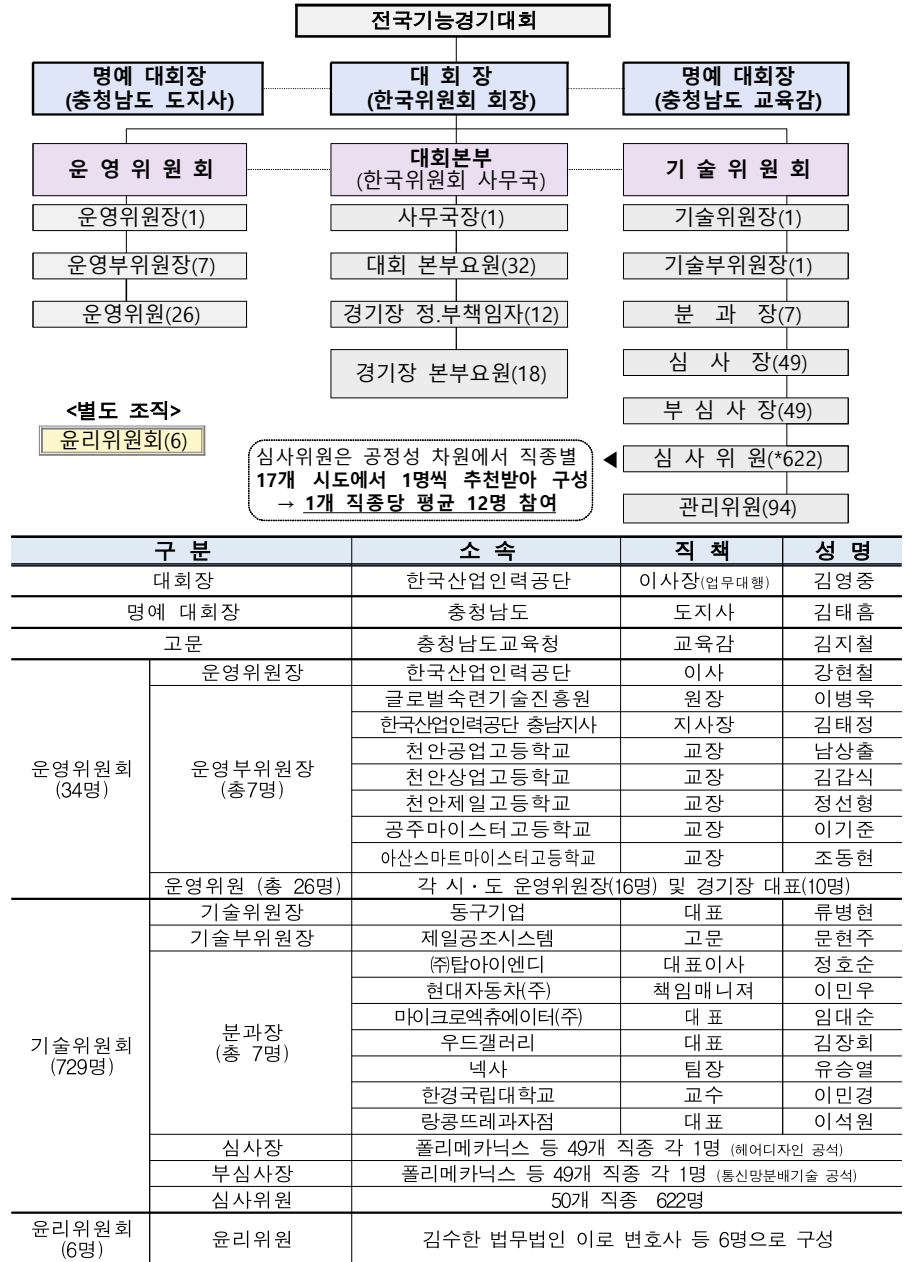 전국기능경기대회
명예 대회장
(충청남도 도지사)
대 회 장
(한국위원회 회장)
명예 대회장
(충청남도 교육감)
운 영 위 원 회
대회본부
(한국위원회 사무국)
기 술 위 원 회
운영위원장(1)
사무국장(1)
기술위원장(1)
운영부위원장(7)
대회 본부요원(32)
기술부위원장(1)
운영위원(26)
경기장 정.부책임자(12)
분 과 장(7)
경기장 본부요원(18)
심 사 장(49)
<별도 조직>
윤리위원회(6)
부 심 사 장(49)
심사위원은 공정성 차원에서 직종별
17개 시도에서 1명씩 추천받아 구성
→ 1개 직종당 평균 12명 참여
◀ 심 사 위 원(*622)
관리위원(94)
구 분 소 속 직 책 성 명
대회장 한국산업인력공단 이사장(업무대행) 김영중
명예 대회장 충청남도 도지사 김태흠
고문 충청남도교육청 교육감 김지철
운영위원회
(34명)
운영위원장 한국산업인력공단 이사 강현철
운영부위원장
(총7명)
글로벌숙련기술진흥원 원장 이병욱
한국산업인력공단 충남지사 지사장 김태정
천안공업고등학교 교장 남상출
천안상업고등학교 교장 김갑식
천안제일고등학교 교장 정선형
공주마이스터고등학교 교장 이기준
아산스마트마이스터고등학교 교장 조동현
운영위원 (총 26명) 각 시・도 운영위원장(16명) 및 경기장 대표(10명)
기술위원회
(729명)
기술위원장 동구기업 대표 류병현
기술부위원장 제일공조시스템 고문 문현주
분과장
(총 7명)
㈜탑아이엔디 대표이사 정호순
현대자동차(주) 책임매니져 이민우
마이크로엑츄에이터(주) 대 표 임대순
우드갤러리 대표 김장회
넥사 팀장 유승열
한경국립대학교 교수 이민경
랑콩뜨레과자점 대표 이석원
심사장 폴리메카닉스 등 49개 직종 각 1명 (헤어디자인 공석)
부심사장 폴리메카닉스 등 49개 직종 각 1명 (통신망분배기술 공석)
심사위원 50개 직종 622명
윤리위원회
(6명)
윤리위원 김수한 법무법인 이로 변호사 등 6명으로 구성